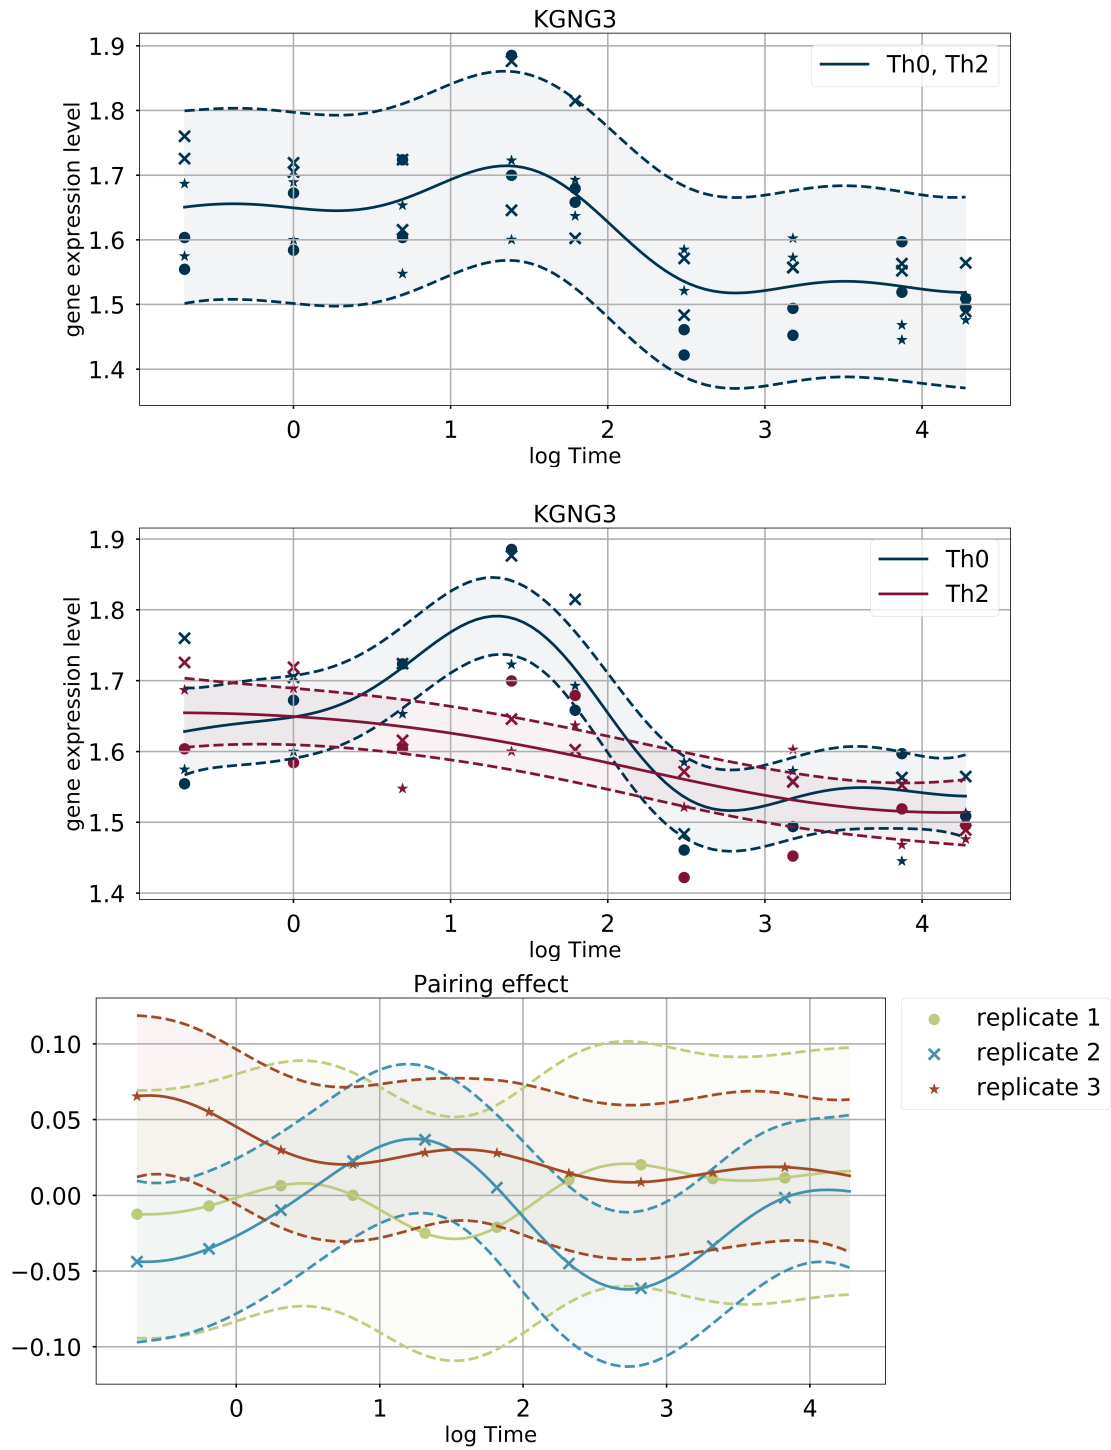 KGNG3
gene expression level
1.9
1.8
1.7
1.6
1.5
1.4
Th0, Th2
0 1 2 3 4
log Time
KGNG3
gene expression level
1.9
1.8
1.7
1.6
1.5
1.4
Th0
Th2
0 1 2 3 4
log Time
Pairing effect
0.10
0.05
0.00
−0.05
−0.10
replicate 1
replicate 2
replicate 3
0 1 2 3 4
log Time